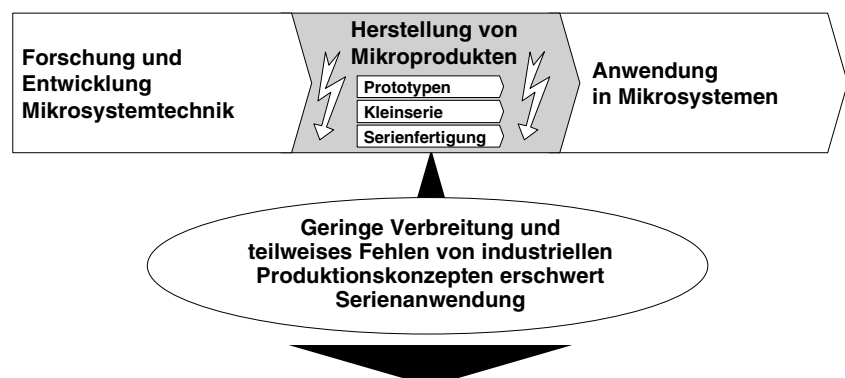 Forschung und
Entwicklung
Mikrosystemtechnik
Herstellung von
Mikroprodukten
Prototypen
Kleinserie
Serienfertigung
Anwendung
in Mikrosystemen
Geringe Verbreitung und
teilweises Fehlen von industriellen
Produktionskonzepten erschwert
Serienanwendung